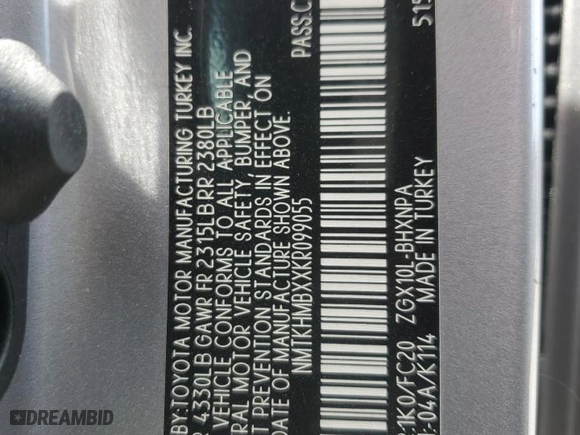 BY: TOYOTA MOTOR MANUFACTURING TURKEY INC.
4330LB GAWR FR 2315LB RR 2380LB
VEHICLE CONFORMS TO ALL APPLICABLE
MOTOR VEHICLE SAFETY, BUMPER, AND
PREVENTION STANDARDS IN EFFECT ON
DATE OF MANUFACTURE SHOWN ABOVE.
NMTKHMBXXKR099055 PASS.C
515
1K0/FC20 ZGX10L-BHXNPA
04A/K114 MADE IN TURKEY
DREAMBID